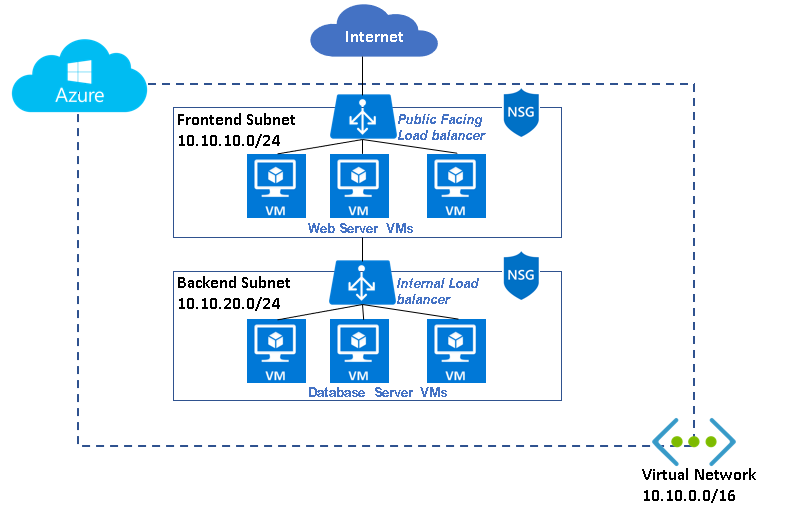 Internet
Azure
Frontend Subnet
10.10.10.0/24
Public Facing
Load balancer
NSG
VM
VM
VM
Web Server VMs
Backend Subnet
10.10.20.0/24
Internal Load
balancer
NSG
VM
VM
VM
Database Server VMs
Virtual Network
10.10.0.0/16